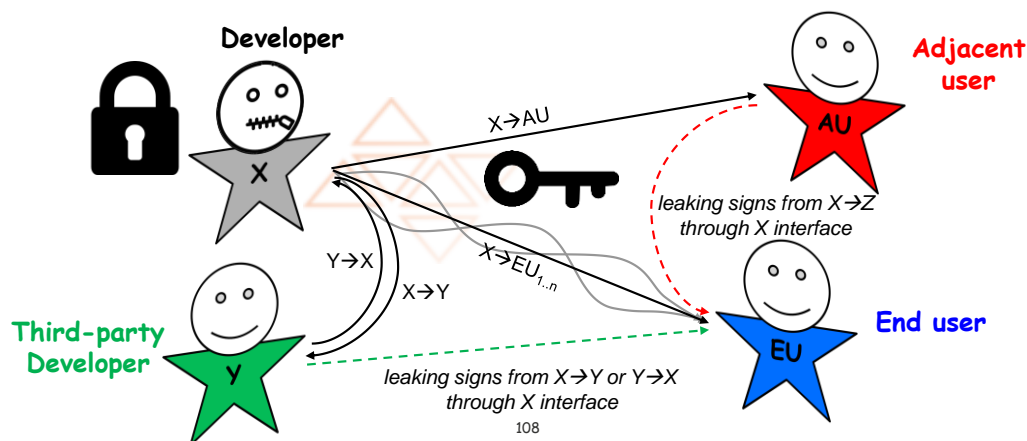 Developer
X
Adjacent
user
AU
X→AU
leaking signs from X→Z
through X interface
Y→X
X→Y
X→EU1..n
Third-party
Developer
Y
End user
EU
leaking signs from X→Y or Y→X
through X interface
108